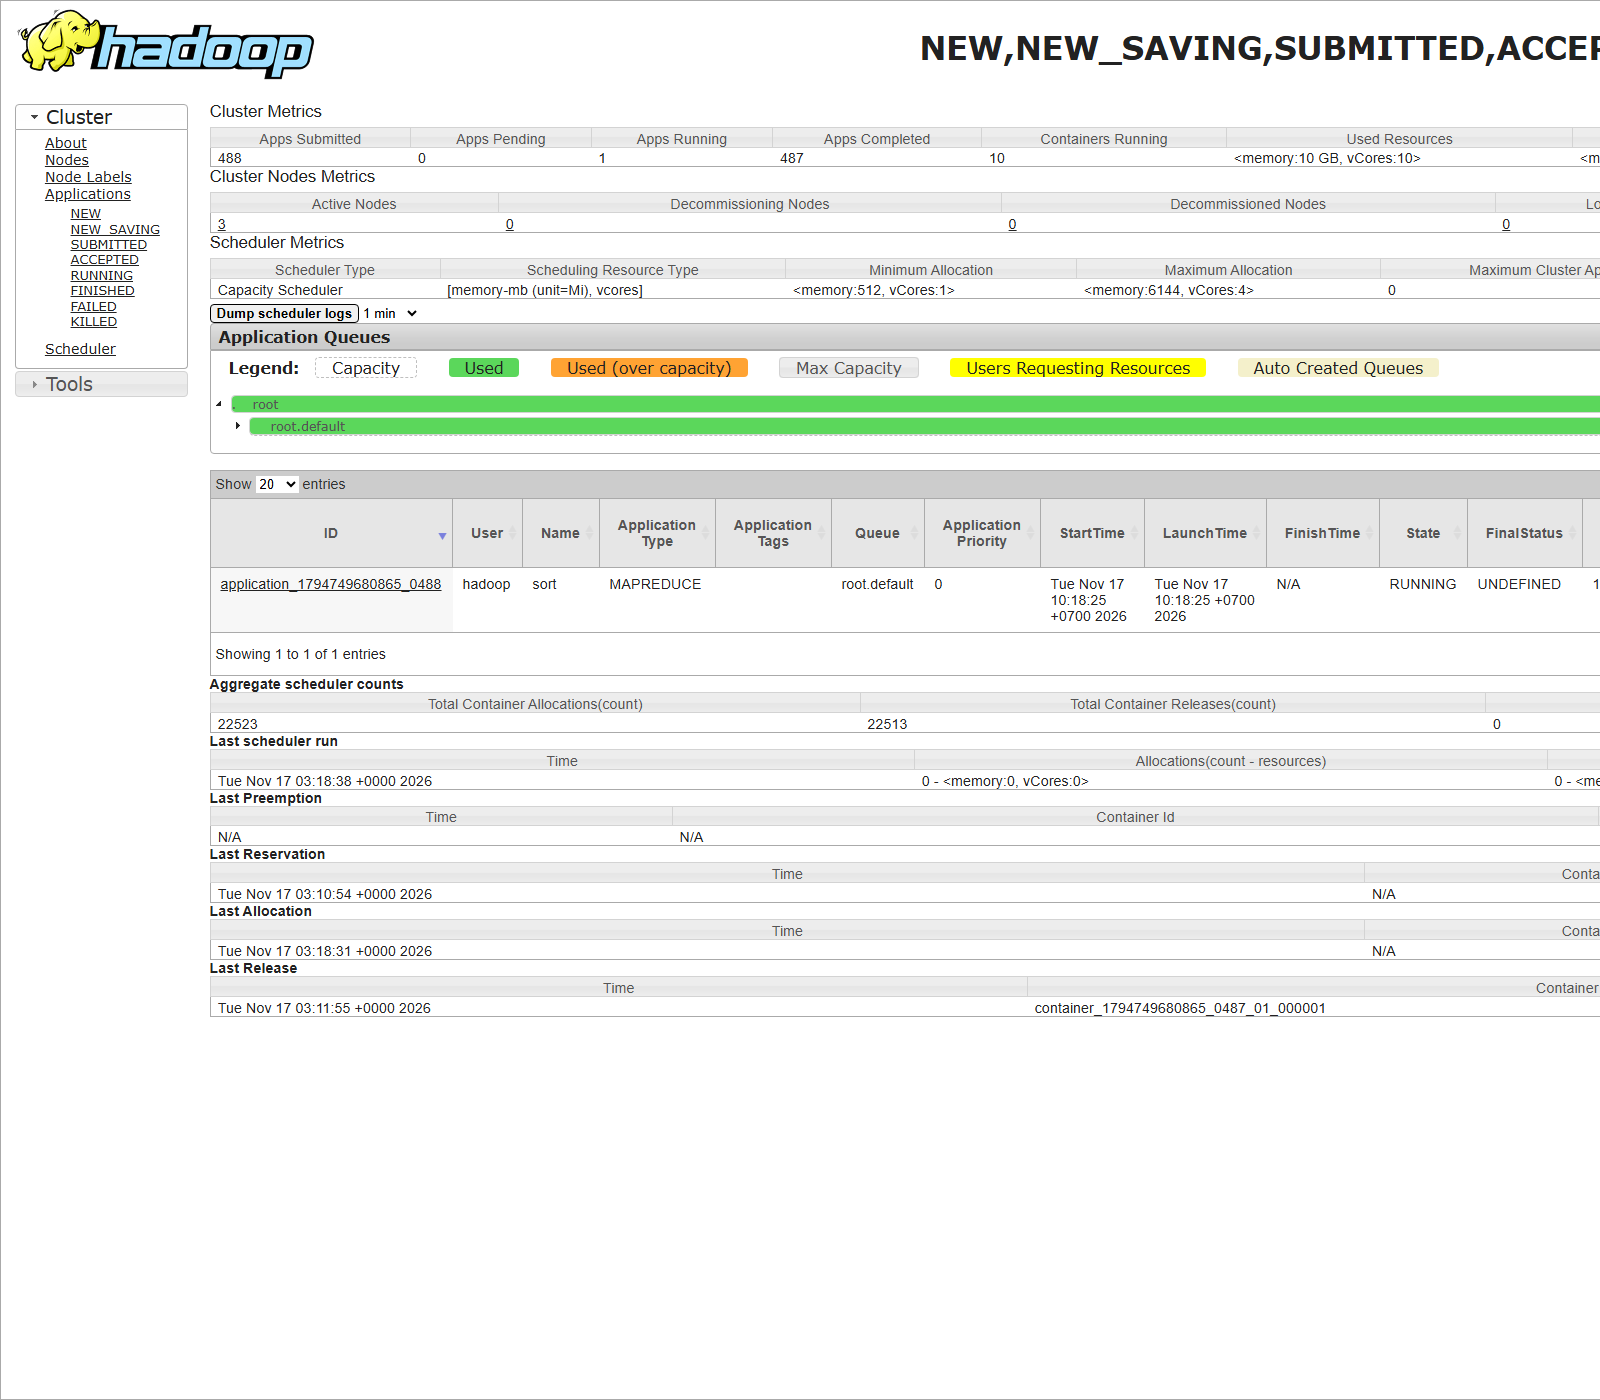 hadoop
NEW,NEW_SAVING,SUBMITTED,ACCEP
Cluster
About
Nodes
Node Labels
Applications
NEW
NEW_SAVING
SUBMITTED
ACCEPTED
RUNNING
FINISHED
FAILED
KILLED
Scheduler
Tools
Cluster Metrics
Apps Submitted Apps Pending Apps Running Apps Completed Containers Running Used Resources
488 0 1 487 10 <memory:10 GB, vCores:10> <m
Cluster Nodes Metrics
Active Nodes Decommissioning Nodes Decommissioned Nodes Lo
3 0 0 0
Scheduler Metrics
Scheduler Type Scheduling Resource Type Minimum Allocation Maximum Allocation Maximum Cluster Ap
Capacity Scheduler [memory-mb (unit=Mi), vcores] <memory:512, vCores:1> <memory:6144, vCores:4> 0
Dump scheduler logs 1 min
Application Queues
Legend: Capacity Used Used (over capacity) Max Capacity Users Requesting Resources Auto Created Queues
. root
root.default
Show 20 entries
ID User Name Application Type Application Tags Queue Application Priority StartTime LaunchTime FinishTime State FinalStatus
application_1794749680865_0488 hadoop sort MAPREDUCE root.default 0 Tue Nov 17 10:18:25 +0700 2026 Tue Nov 17 10:18:25 +0700 2026 N/A RUNNING UNDEFINED 1
Showing 1 to 1 of 1 entries
Aggregate scheduler counts
Total Container Allocations(count) Total Container Releases(count)
22523 22513 0
Last scheduler run
Time Allocations(count - resources)
Tue Nov 17 03:18:38 +0000 2026 0 - <memory:0, vCores:0> 0 - <me
Last Preemption
Time Container Id
N/A N/A
Last Reservation
Time Conta
Tue Nov 17 03:10:54 +0000 2026 N/A
Last Allocation
Time Conta
Tue Nov 17 03:18:31 +0000 2026 N/A
Last Release
Time Container
Tue Nov 17 03:11:55 +0000 2026 container_1794749680865_0487_01_000001